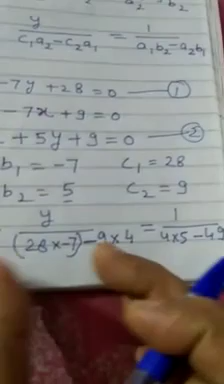 y/(c₁a₂-c₂a₁) = 1/(a₁b₂-a₂b₁)
-7y + 28 = 0 — ①
-7x + 9 = 0
+ 5y + 9 = 0 — ②
b₁ = -7 c₁ = 28
b₂ = 5 c₂ = 9
y/((28×-7)-9×4) = 1/(4×5-49